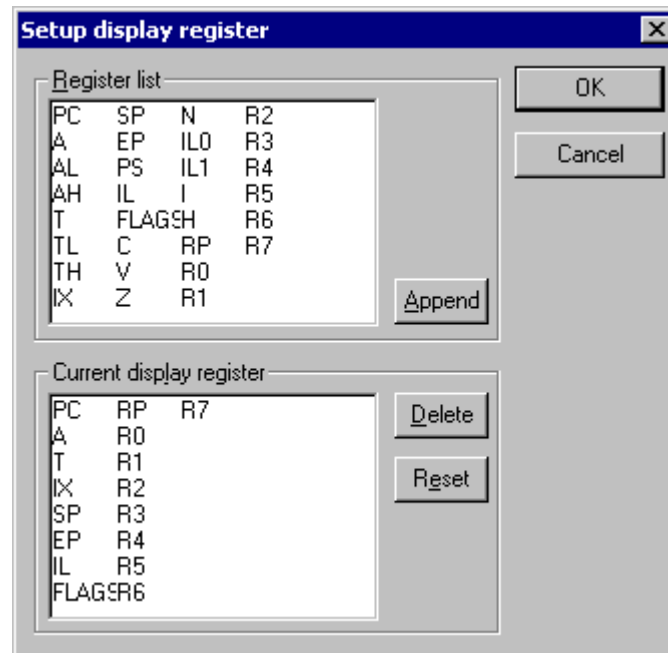 Setup display register
Register list
PC SP N R2
A EP IL0 R3
AL PS IL1 R4
AH IL I R5
T FLAGS H R6
TL C RP R7
TH V R0
IX Z R1
OK
Cancel
Append
Current display register
PC RP R7
A R0
T R1
IX R2
SP R3
EP R4
IL R5
FLAGS R6
Delete
Reset